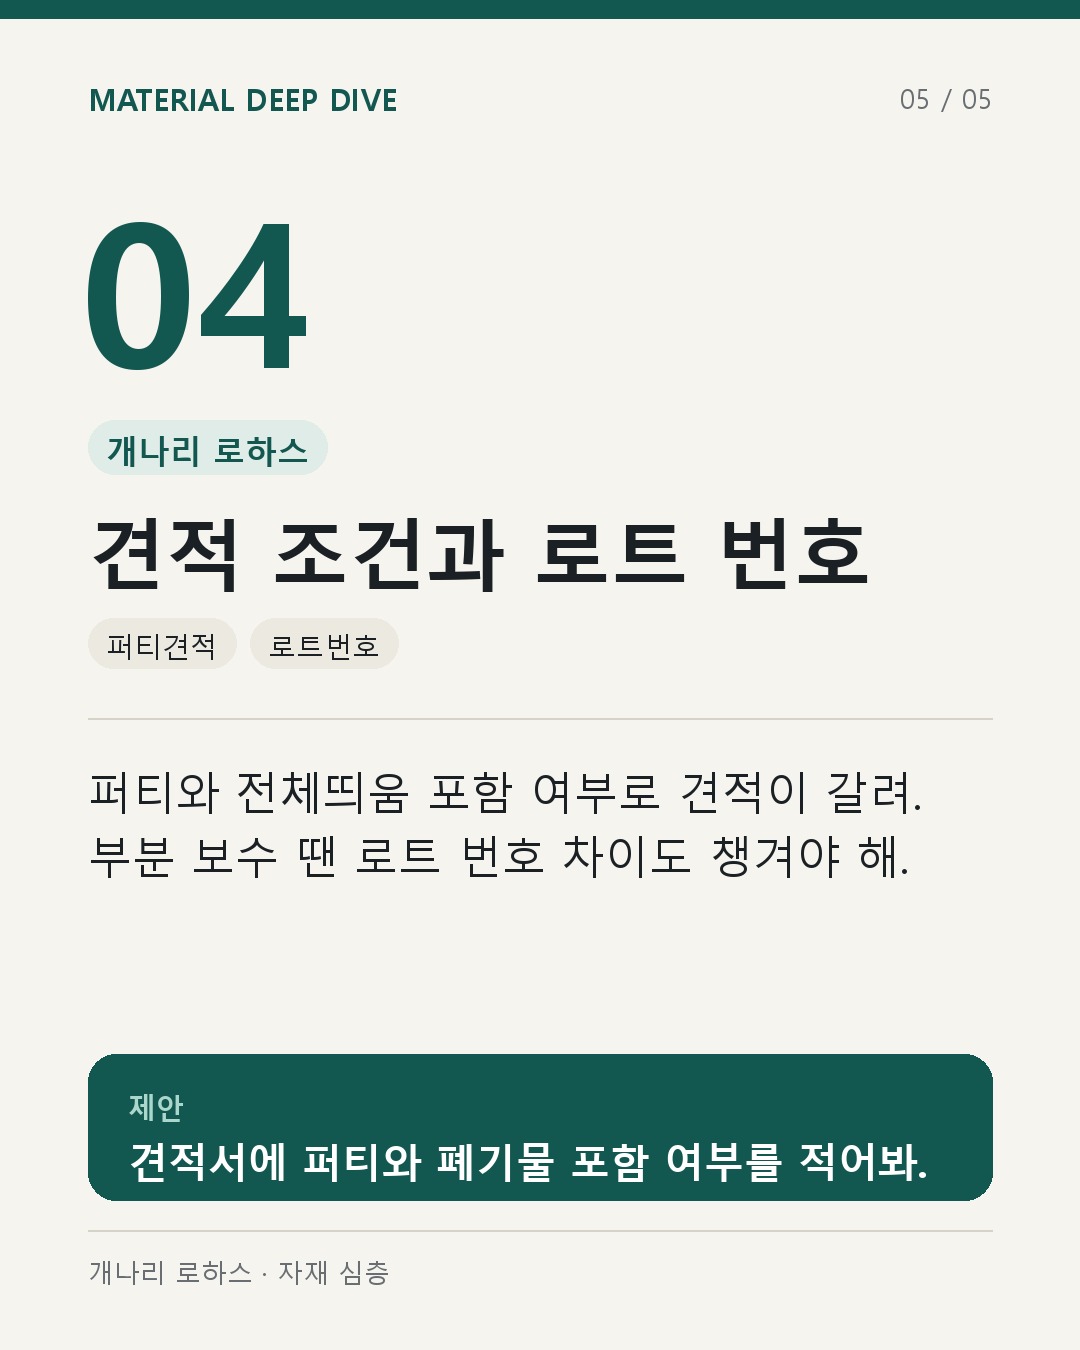 MATERIAL DEEP DIVE
05 / 05
04
개나리 로하스
견적 조건과 로트 번호
퍼티견적
로트번호
퍼티와 전체띄움 포함 여부로 견적이 갈려.
부분 보수 땐 로트 번호 차이도 챙겨야 해.
제안
견적서에 퍼티와 폐기물 포함 여부를 적어봐.
개나리 로하스 · 자재 심층